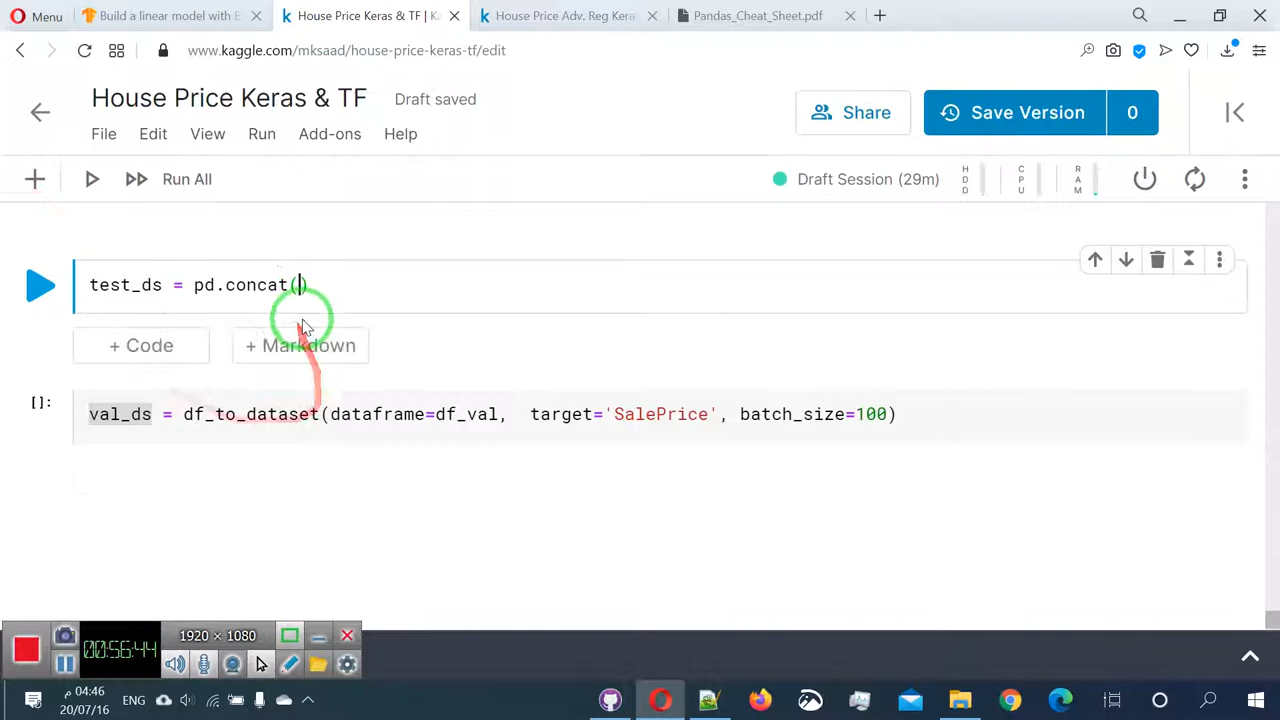 Menu
Build a linear model with E
House Price Keras & TF | Ka
House Price Adv. Reg Kera
Pandas_Cheat_Sheet.pdf
www.kaggle.com/mksaad/house-price-keras-tf/edit
House Price Keras & TF
Draft saved
Share
Save Version
0
File Edit View Run Add-ons Help
Run All
Draft Session (29m)
HDD
CPU
RAM
test_ds = pd.concat()
+ Code
+ Markdown
[]:
val_ds = df_to_dataset(dataframe=df_val, target='SalePrice', batch_size=100)
00:56:44
1920 × 1080
04:46 م
20/07/16
ENG